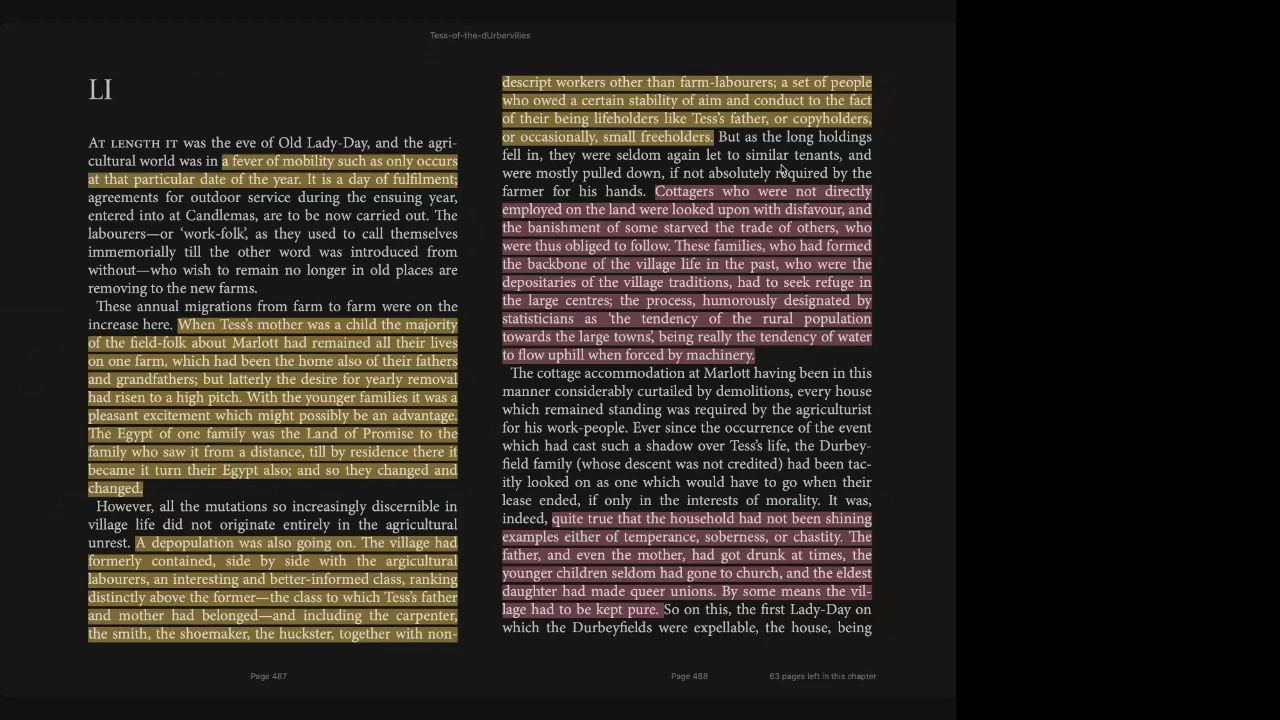 Tess-of-the-dUrbervilles
LI
At length it was the eve of Old Lady-Day, and the agri-
cultural world was in a fever of mobility such as only occurs
at that particular date of the year. It is a day of fulfilment;
agreements for outdoor service during the ensuing year,
entered into at Candlemas, are to be now carried out. The
labourers—or ‘work-folk’, as they used to call themselves
immemorially till the other word was introduced from
without—who wish to remain no longer in old places are
removing to the new farms.
These annual migrations from farm to farm were on the
increase here. When Tess’s mother was a child the majority
of the field-folk about Marlott had remained all their lives
on one farm, which had been the home also of their fathers
and grandfathers; but latterly the desire for yearly removal
had risen to a high pitch. With the younger families it was a
pleasant excitement which might possibly be an advantage.
The Egypt of one family was the Land of Promise to the
family who saw it from a distance, till by residence there it
became it turn their Egypt also; and so they changed and
changed.
However, all the mutations so increasingly discernible in
village life did not originate entirely in the agricultural
unrest. A depopulation was also going on. The village had
formerly contained, side by side with the argicultural
labourers, an interesting and better-informed class, ranking
distinctly above the former—the class to which Tess’s father
and mother had belonged—and including the carpenter,
the smith, the shoemaker, the huckster, together with non-
descript workers other than farm-labourers; a set of people
who owed a certain stability of aim and conduct to the fact
of their being lifeholders like Tess’s father, or copyholders,
or occasionally, small freeholders. But as the long holdings
fell in, they were seldom again let to similar tenants, and
were mostly pulled down, if not absolutely required by the
farmer for his hands. Cottagers who were not directly
employed on the land were looked upon with disfavour, and
the banishment of some starved the trade of others, who
were thus obliged to follow. These families, who had formed
the backbone of the village life in the past, who were the
depositaries of the village traditions, had to seek refuge in
the large centres; the process, humorously designated by
statisticians as ‘the tendency of the rural population
towards the large towns’, being really the tendency of water
to flow uphill when forced by machinery.
The cottage accommodation at Marlott having been in this
manner considerably curtailed by demolitions, every house
which remained standing was required by the agriculturist
for his work-people. Ever since the occurrence of the event
which had cast such a shadow over Tess’s life, the Durbey-
field family (whose descent was not credited) had been tac-
itly looked on as one which would have to go when their
lease ended, if only in the interests of morality. It was,
indeed, quite true that the household had not been shining
examples either of temperance, soberness, or chastity. The
father, and even the mother, had got drunk at times, the
younger children seldom had gone to church, and the eldest
daughter had made queer unions. By some means the vil-
lage had to be kept pure. So on this, the first Lady-Day on
which the Durbeyfields were expellable, the house, being
Page 487
Page 488
63 pages left in this chapter